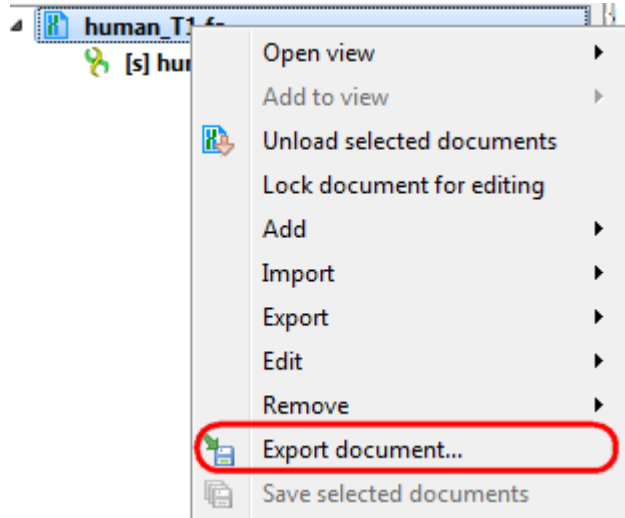 human_T1.fa
[s] hu
Open view
Add to view
Unload selected documents
Lock document for editing
Add
Import
Export
Edit
Remove
Export document...
Save selected documents